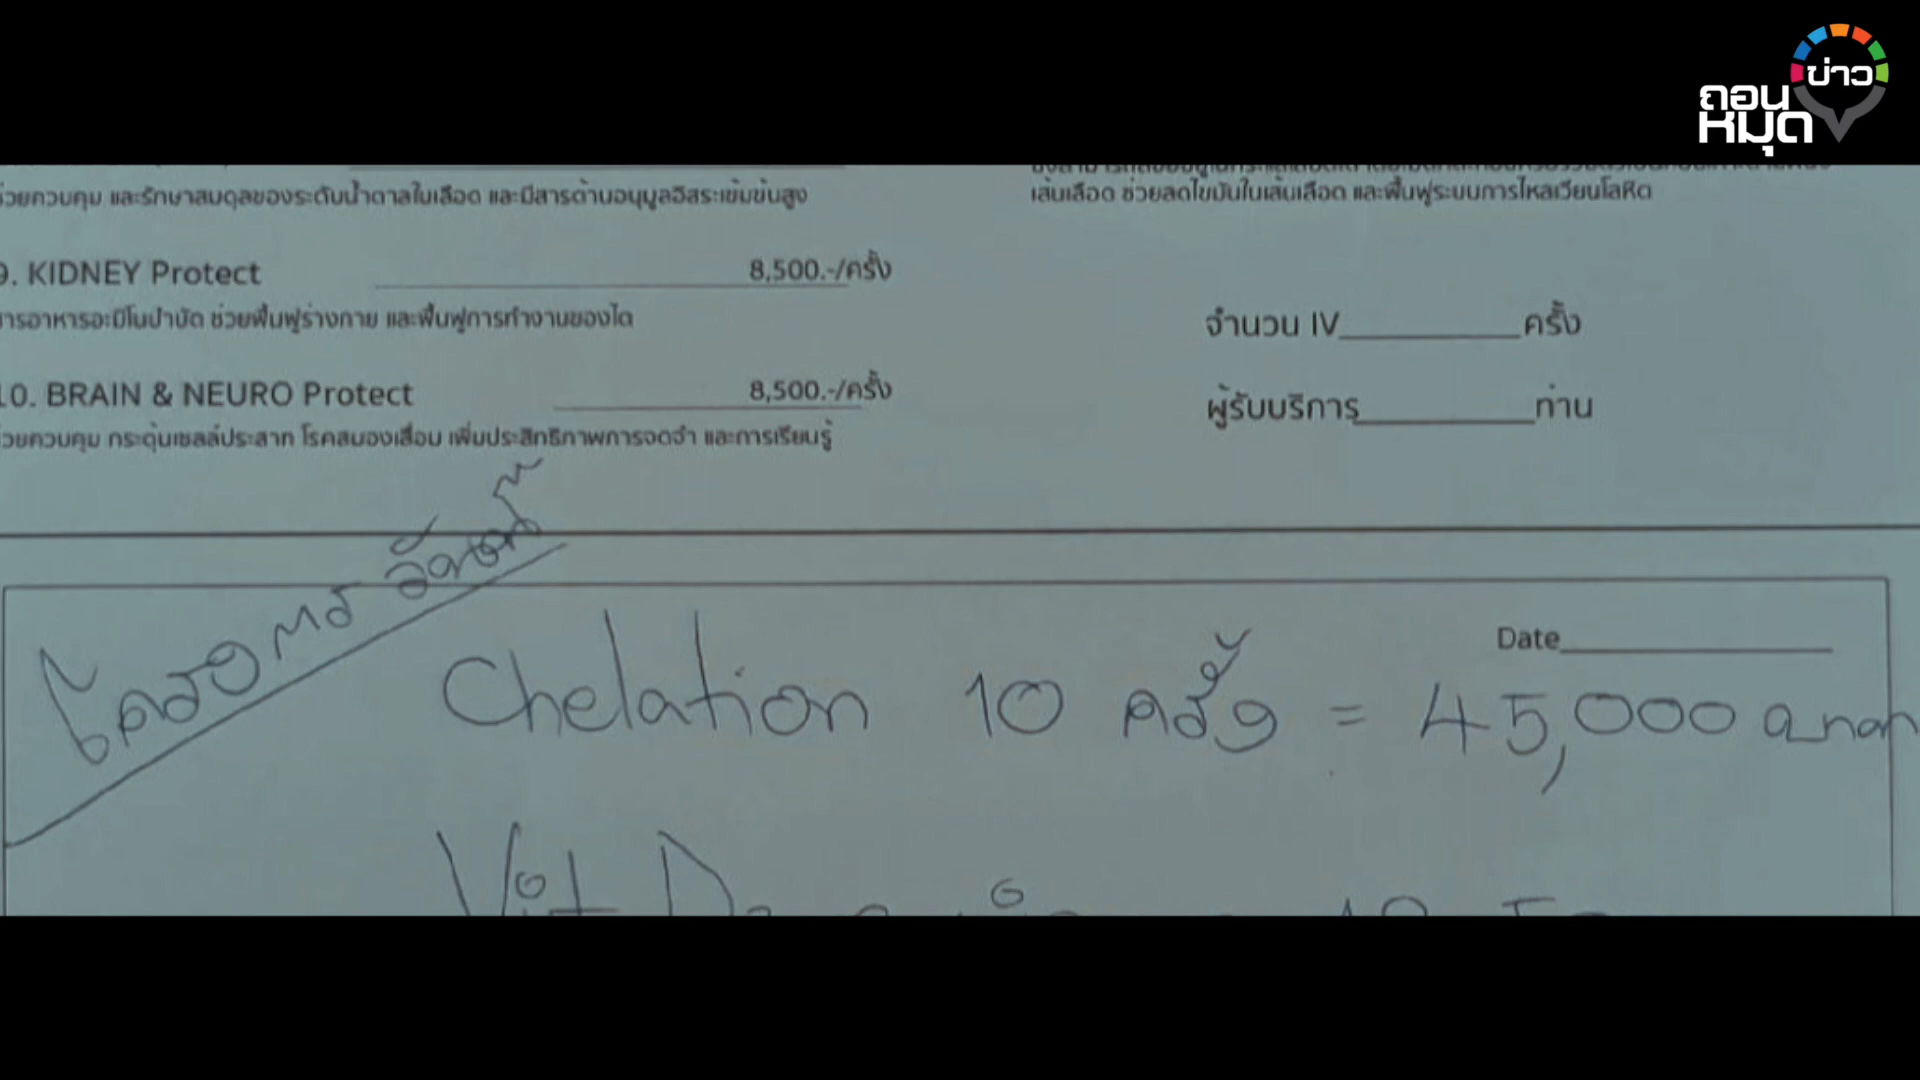 ถอน
หมุด
ข่าว
ช่วยควบคุม และรักษาสมดุลของระดับน้ำตาลในเลือด และมีสารต้านอนุมูลอิสระเข้มข้นสูง
เส้นเลือด ช่วยลดไขมันในเส้นเลือด และฟื้นฟูระบบการไหลเวียนโลหิต
9. KIDNEY Protect 8,500.-/ครั้ง
สารอาหารอะมิโนบำบัด ช่วยฟื้นฟูร่างกาย และฟื้นฟูการทำงานของไต
จำนวน IV ครั้ง
10. BRAIN & NEURO Protect 8,500.-/ครั้ง
ช่วยควบคุม กระตุ้นเซลล์ประสาท โรคสมองเสื่อม เพิ่มประสิทธิภาพการจดจำ และการเรียนรู้
ผู้รับบริการ ท่าน
โครงการ
Date
Chelation 10 ครั้ง = 45,000 บาท